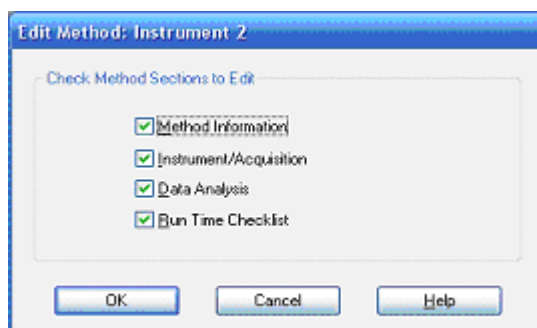 Edit Method: Instrument 2
Check Method Sections to Edit
Method Information
Instrument/Acquisition
Data Analysis
Run Time Checklist
OK Cancel Help